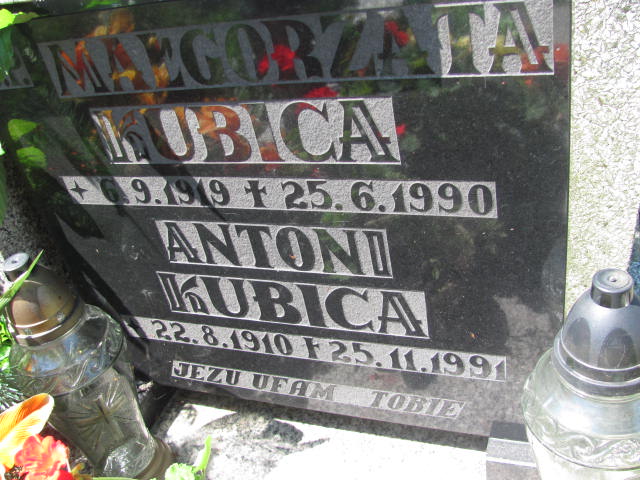 MAŁGORZATA
KUBICA
6.9.1919 † 25.6.1990
ANTONI
KUBICA
22.8.1910 † 25.11.1991
JEZU UFAM TOBIE